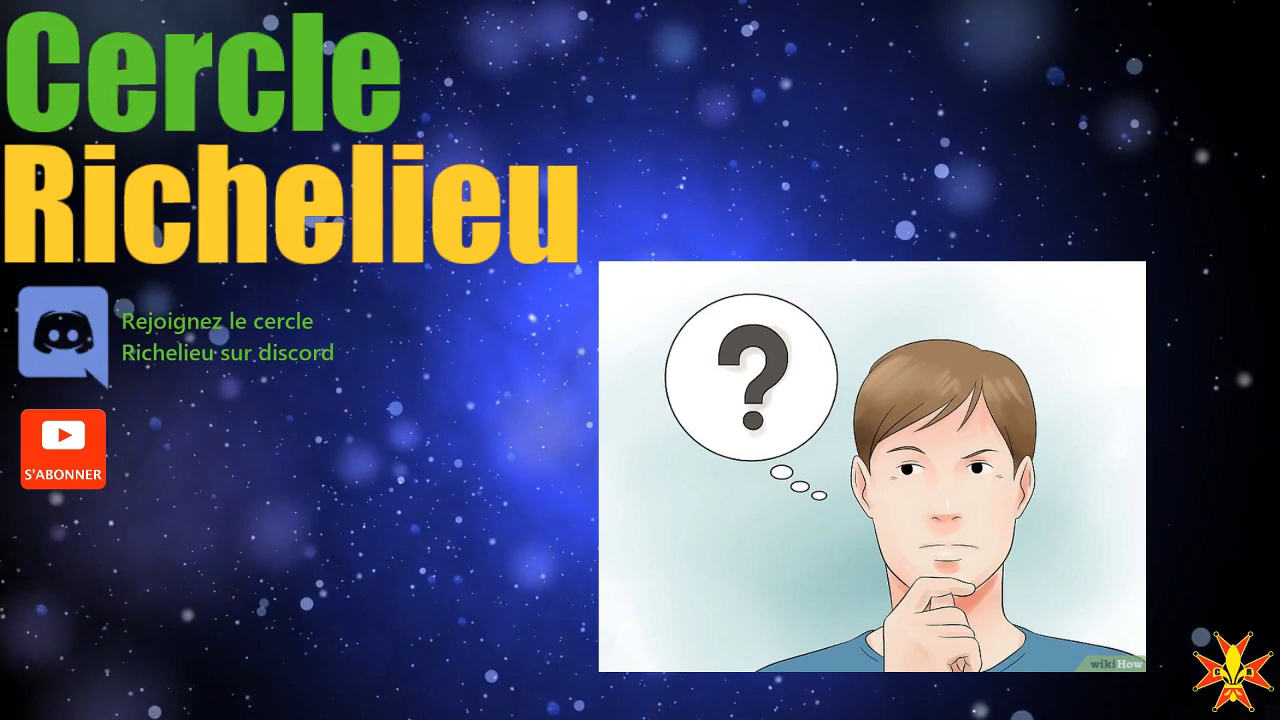 Cercle
Richelieu
Rejoignez le cercle
Richelieu sur discord
S'ABONNER
?
wikiHow
C R